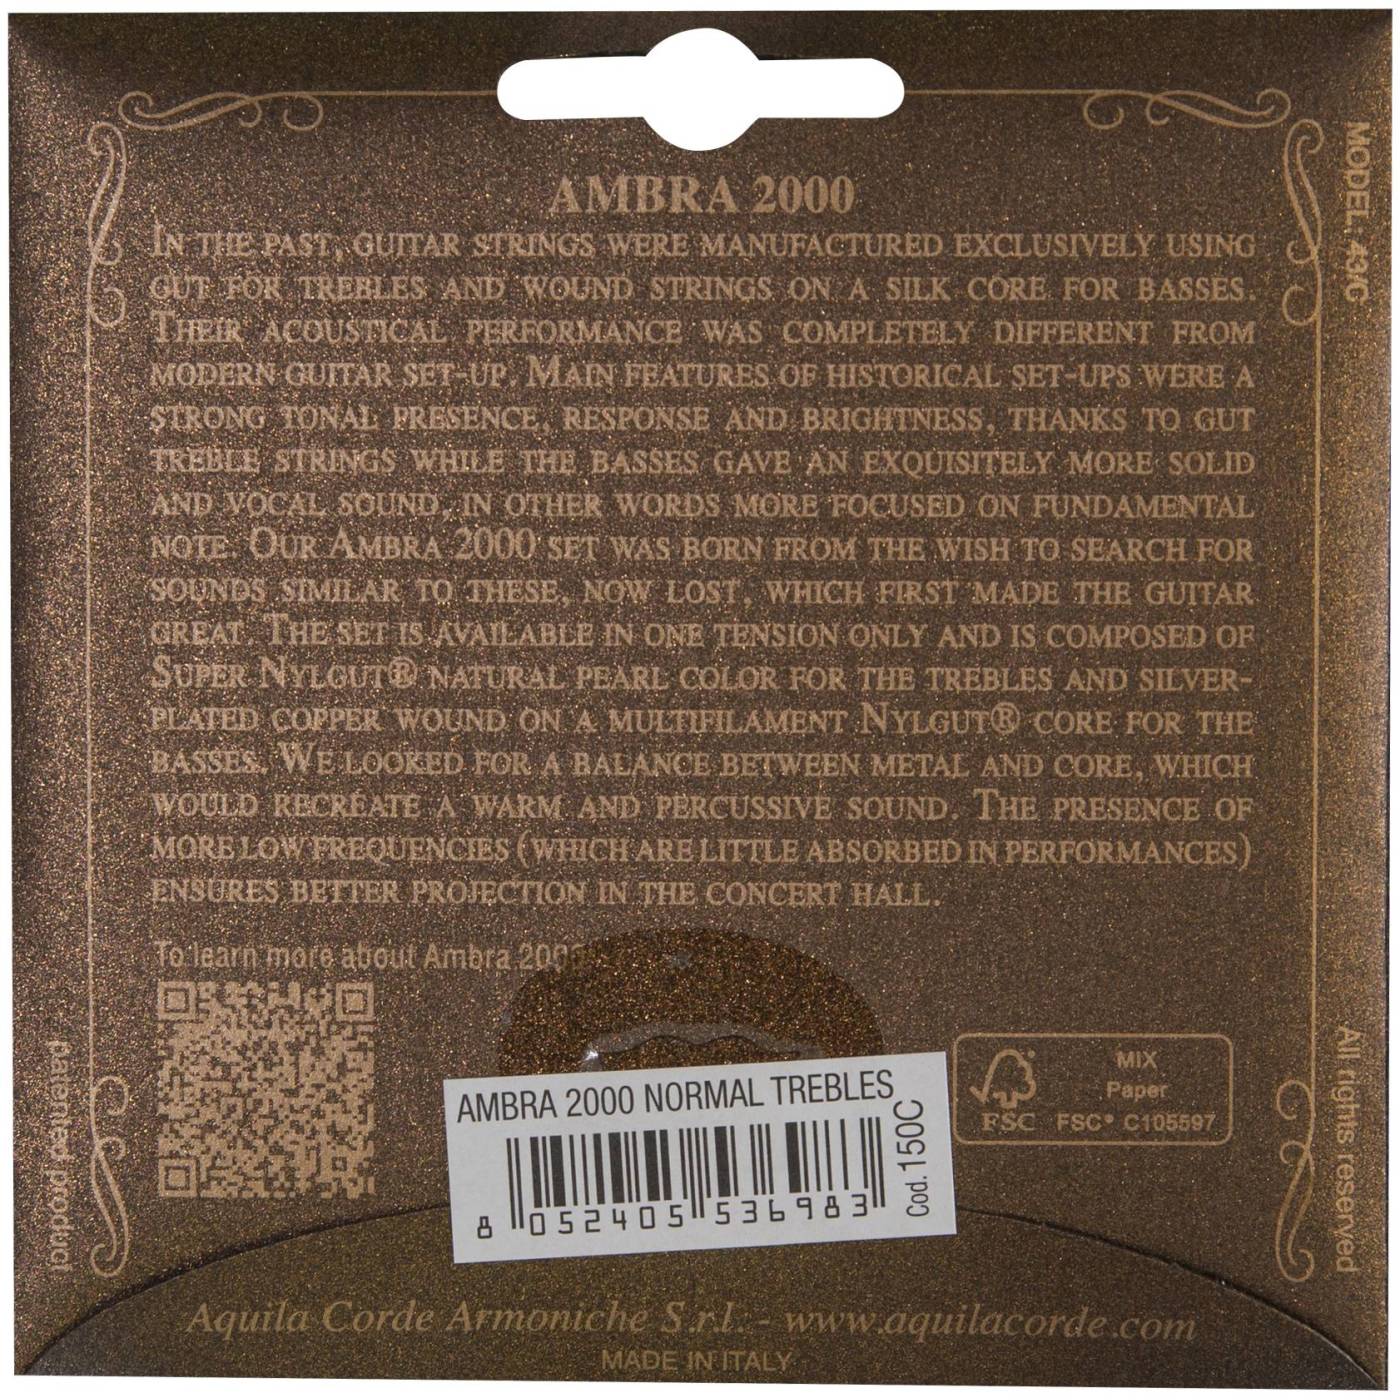 AMBRA 2000
IN THE PAST, GUITAR STRINGS WERE MANUFACTURED EXCLUSIVELY USING
GUT FOR TREBLES AND WOUND STRINGS ON A SILK CORE FOR BASSES.
THEIR ACOUSTICAL PERFORMANCE WAS COMPLETELY DIFFERENT FROM
MODERN GUITAR SET-UP. MAIN FEATURES OF HISTORICAL SET-UPS WERE A
STRONG TONAL PRESENCE, RESPONSE AND BRIGHTNESS, THANKS TO GUT
TREBLE STRINGS WHILE THE BASSES GAVE AN EXQUISITELY MORE SOLID
AND VOCAL SOUND, IN OTHER WORDS MORE FOCUSED ON FUNDAMENTAL
NOTE. OUR AMBRA 2000 SET WAS BORN FROM THE WISH TO SEARCH FOR
SOUNDS SIMILAR TO THESE, NOW LOST, WHICH FIRST MADE THE GUITAR
GREAT. THE SET IS AVAILABLE IN ONE TENSION ONLY AND IS COMPOSED OF
SUPER NYLGUT® NATURAL PEARL COLOR FOR THE TREBLES AND SILVER-
PLATED COPPER WOUND ON A MULTIFILAMENT NYLGUT® CORE FOR THE
BASSES. WE LOOKED FOR A BALANCE BETWEEN METAL AND CORE, WHICH
WOULD RECREATE A WARM AND PERCUSSIVE SOUND. THE PRESENCE OF
MORE LOW FREQUENCIES (WHICH ARE LITTLE ABSORBED IN PERFORMANCES)
ENSURES BETTER PROJECTION IN THE CONCERT HALL.
To learn more about Ambra 2000
MODEL 43/C
All rights reserved
Patented product
FSC
MIX
Paper
FSC® C105597
AMBRA 2000 NORMAL TREBLES
8 052405 536983
Cod. 150C
Aquila Corde Armoniche S.r.l. - www.aquilacorde.com
MADE IN ITALY